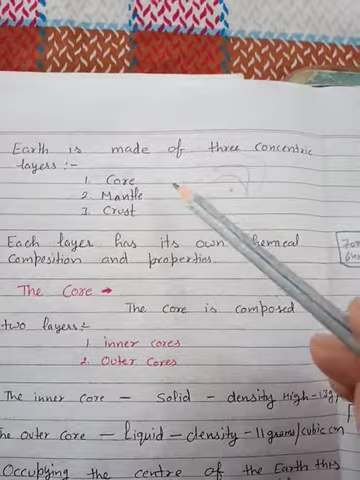 Earth is made of three concentric
layers :-
1. Core
2. Mantle
3. Crust
Each layer has its own chemical
composition and properties.
The Core →
The core is composed
two layers:-
1. inner cores
2. Outer cores
The inner core — Solid — density High - 13g/
The outer core — Liquid — density - 11 grams/cubic cm
Occupying the centre of the Earth this